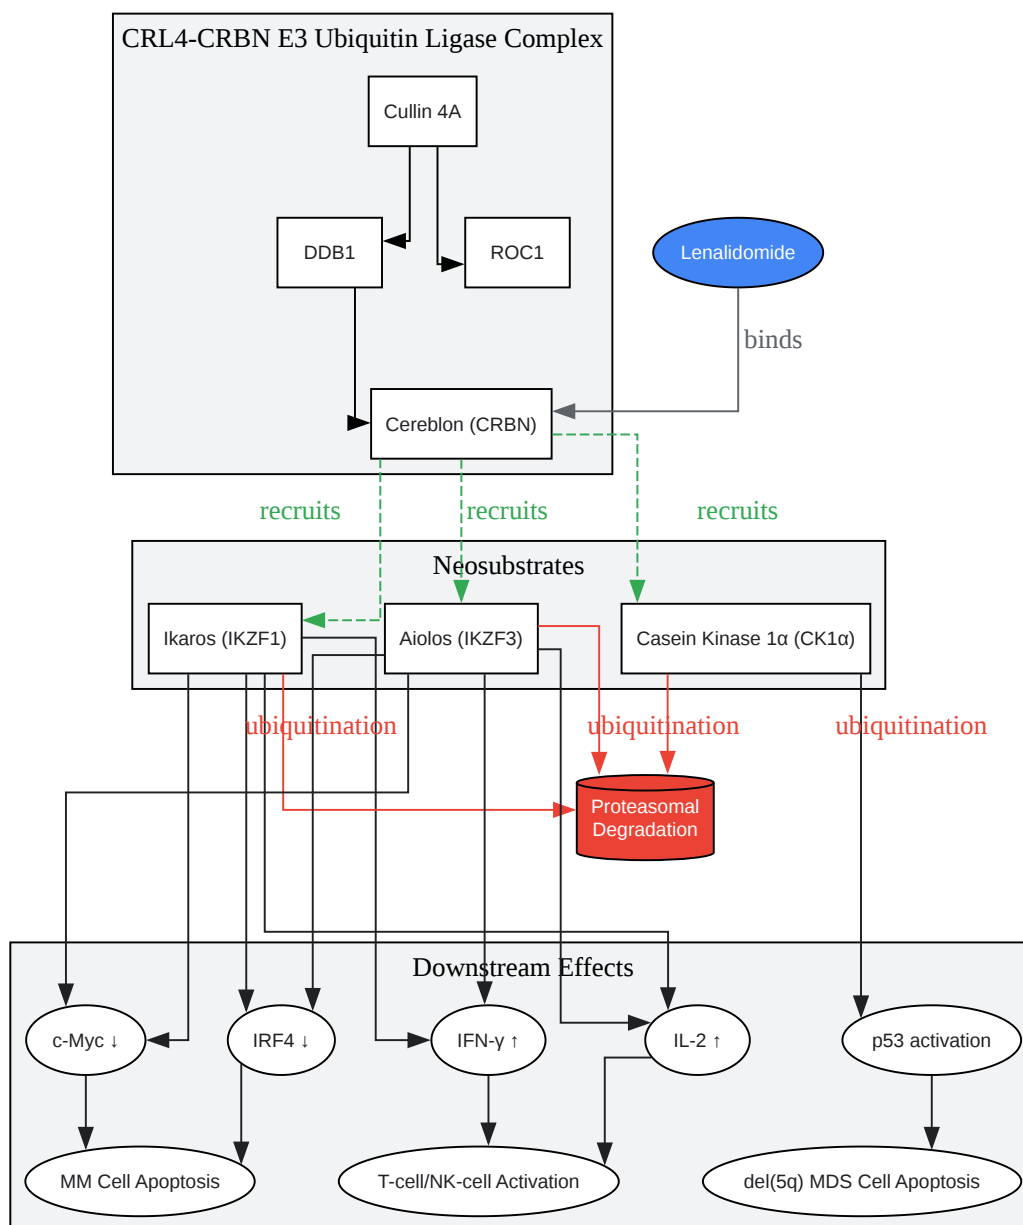 CRL4-CRBN E3 Ubiquitin Ligase Complex
Cullin 4A
DDB1
ROC1
Lenalidomide
binds
Cereblon (CRBN)
recruits
recruits
recruits
Neosubstrates
Ikaros (IKZF1)
Aiolos (IKZF3)
Casein Kinase 1α (CK1α)
ubiquitination
ubiquitination
ubiquitination
Proteasomal
Degradation
Downstream Effects
c-Myc ↓
IRF4 ↓
IFN-γ ↑
IL-2 ↑
p53 activation
MM Cell Apoptosis
T-cell/NK-cell Activation
del(5q) MDS Cell Apoptosis